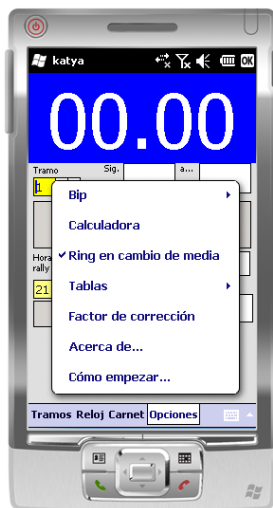 katya
OK
00.00
Tramo Sig. a...
1
Bip
Calculadora
Ring en cambio de media
Hora
rally
Tablas
21
Factor de corrección
Acerca de...
Cómo empezar...
Tramos Reloj Carnet Opciones